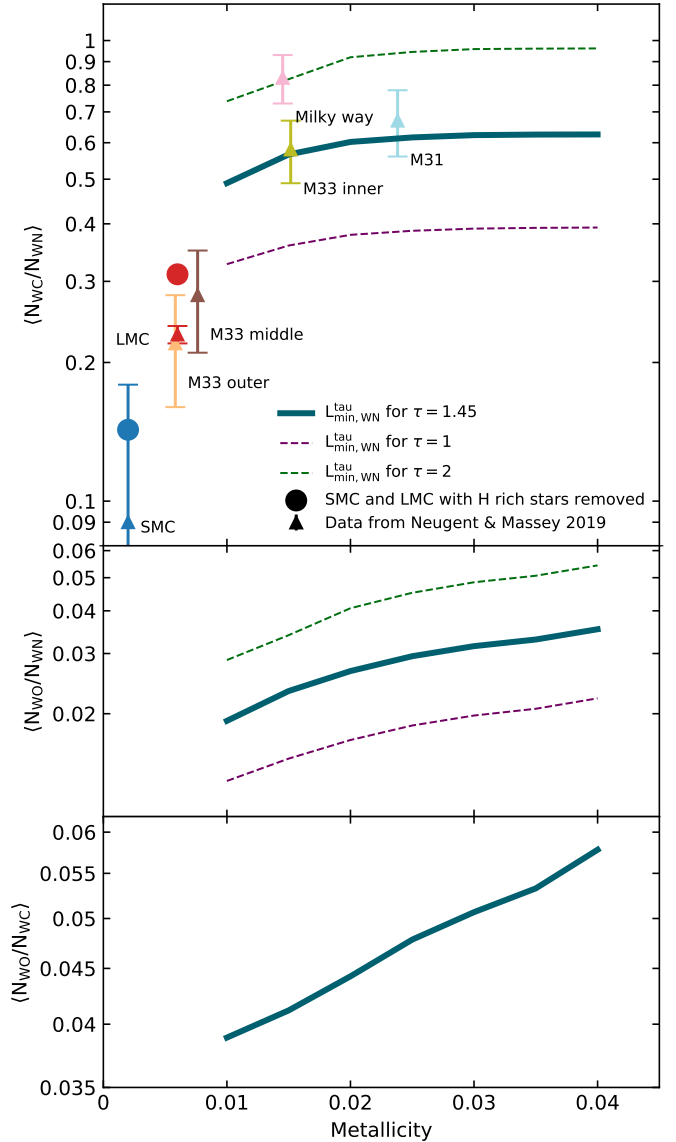 1
0.9
0.8
0.7
0.6
0.5
0.4
0.3
0.2
0.1
0.09
⟨N_WC/N_WN⟩
Milky way
M31
M33 inner
LMC
M33 middle
M33 outer
SMC
L^tau_min, WN for τ = 1.45
L^tau_min, WN for τ = 1
L^tau_min, WN for τ = 2
SMC and LMC with H rich stars removed
Data from Neugent & Massey 2019
0.06
0.05
0.04
0.03
0.02
⟨N_WO/N_WN⟩
0.06
0.055
0.05
0.045
0.04
0.035
⟨N_WO/N_WC⟩
0 0.01 0.02 0.03 0.04
Metallicity